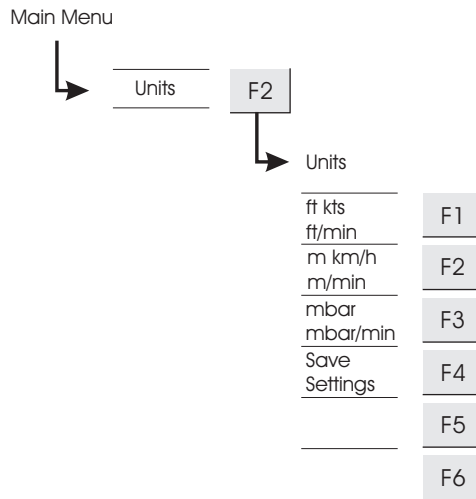 Main Menu
Units F2
Units
ft kts
ft/min F1
m km/h
m/min F2
mbar
mbar/min F3
Save
Settings F4
F5
F6